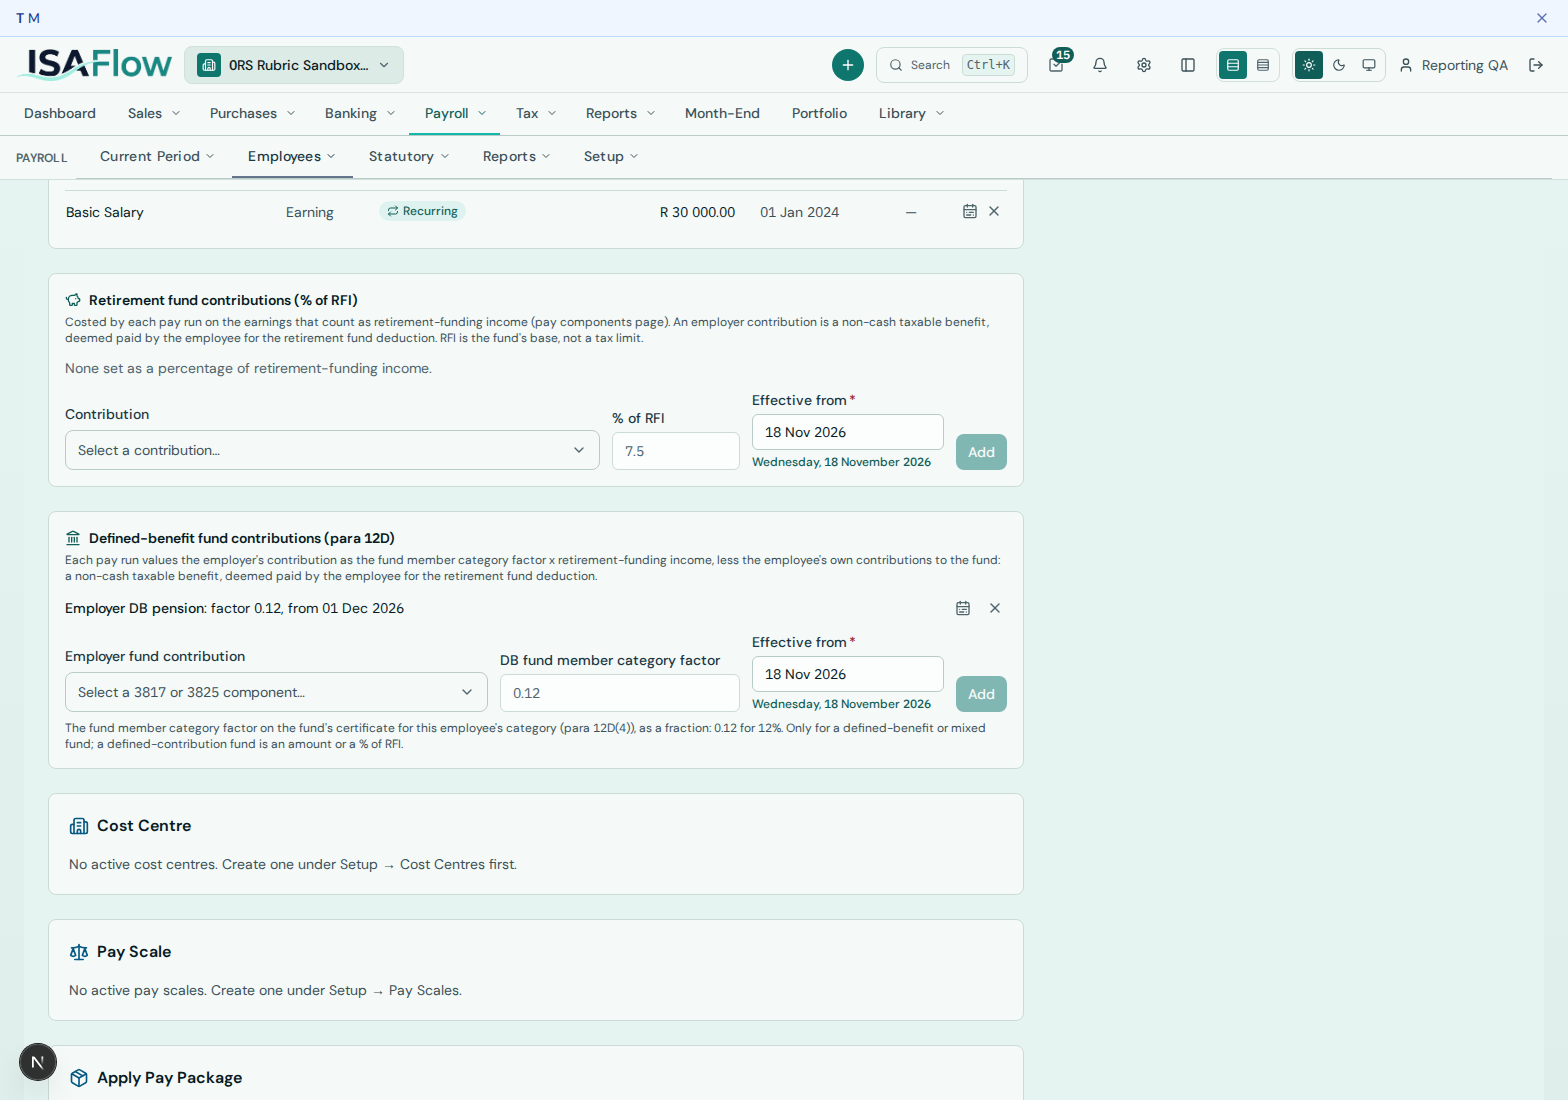 T M
ISAFlow
0RS Rubric Sandbox...
Search Ctrl+K
15
Reporting QA
Dashboard Sales Purchases Banking Payroll Tax Reports Month-End Portfolio Library
PAYROLL Current Period Employees Statutory Reports Setup
Basic Salary Earning Recurring R 30 000.00 01 Jan 2024 —
Retirement fund contributions (% of RFI)
Costed by each pay run on the earnings that count as retirement-funding income (pay components page). An employer contribution is a non-cash taxable benefit,
deemed paid by the employee for the retirement fund deduction. RFI is the fund's base, not a tax limit.
None set as a percentage of retirement-funding income.
Contribution
Select a contribution...
% of RFI
7.5
Effective from *
18 Nov 2026
Wednesday, 18 November 2026
Add
Defined-benefit fund contributions (para 12D)
Each pay run values the employer's contribution as the fund member category factor x retirement-funding income, less the employee's own contributions to the fund:
a non-cash taxable benefit, deemed paid by the employee for the retirement fund deduction.
Employer DB pension: factor 0.12, from 01 Dec 2026
Employer fund contribution
Select a 3817 or 3825 component...
DB fund member category factor
0.12
Effective from *
18 Nov 2026
Wednesday, 18 November 2026
Add
The fund member category factor on the fund's certificate for this employee's category (para 12D(4)), as a fraction: 0.12 for 12%. Only for a defined-benefit or mixed
fund; a defined-contribution fund is an amount or a % of RFI.
Cost Centre
No active cost centres. Create one under Setup → Cost Centres first.
Pay Scale
No active pay scales. Create one under Setup → Pay Scales.
N
Apply Pay Package